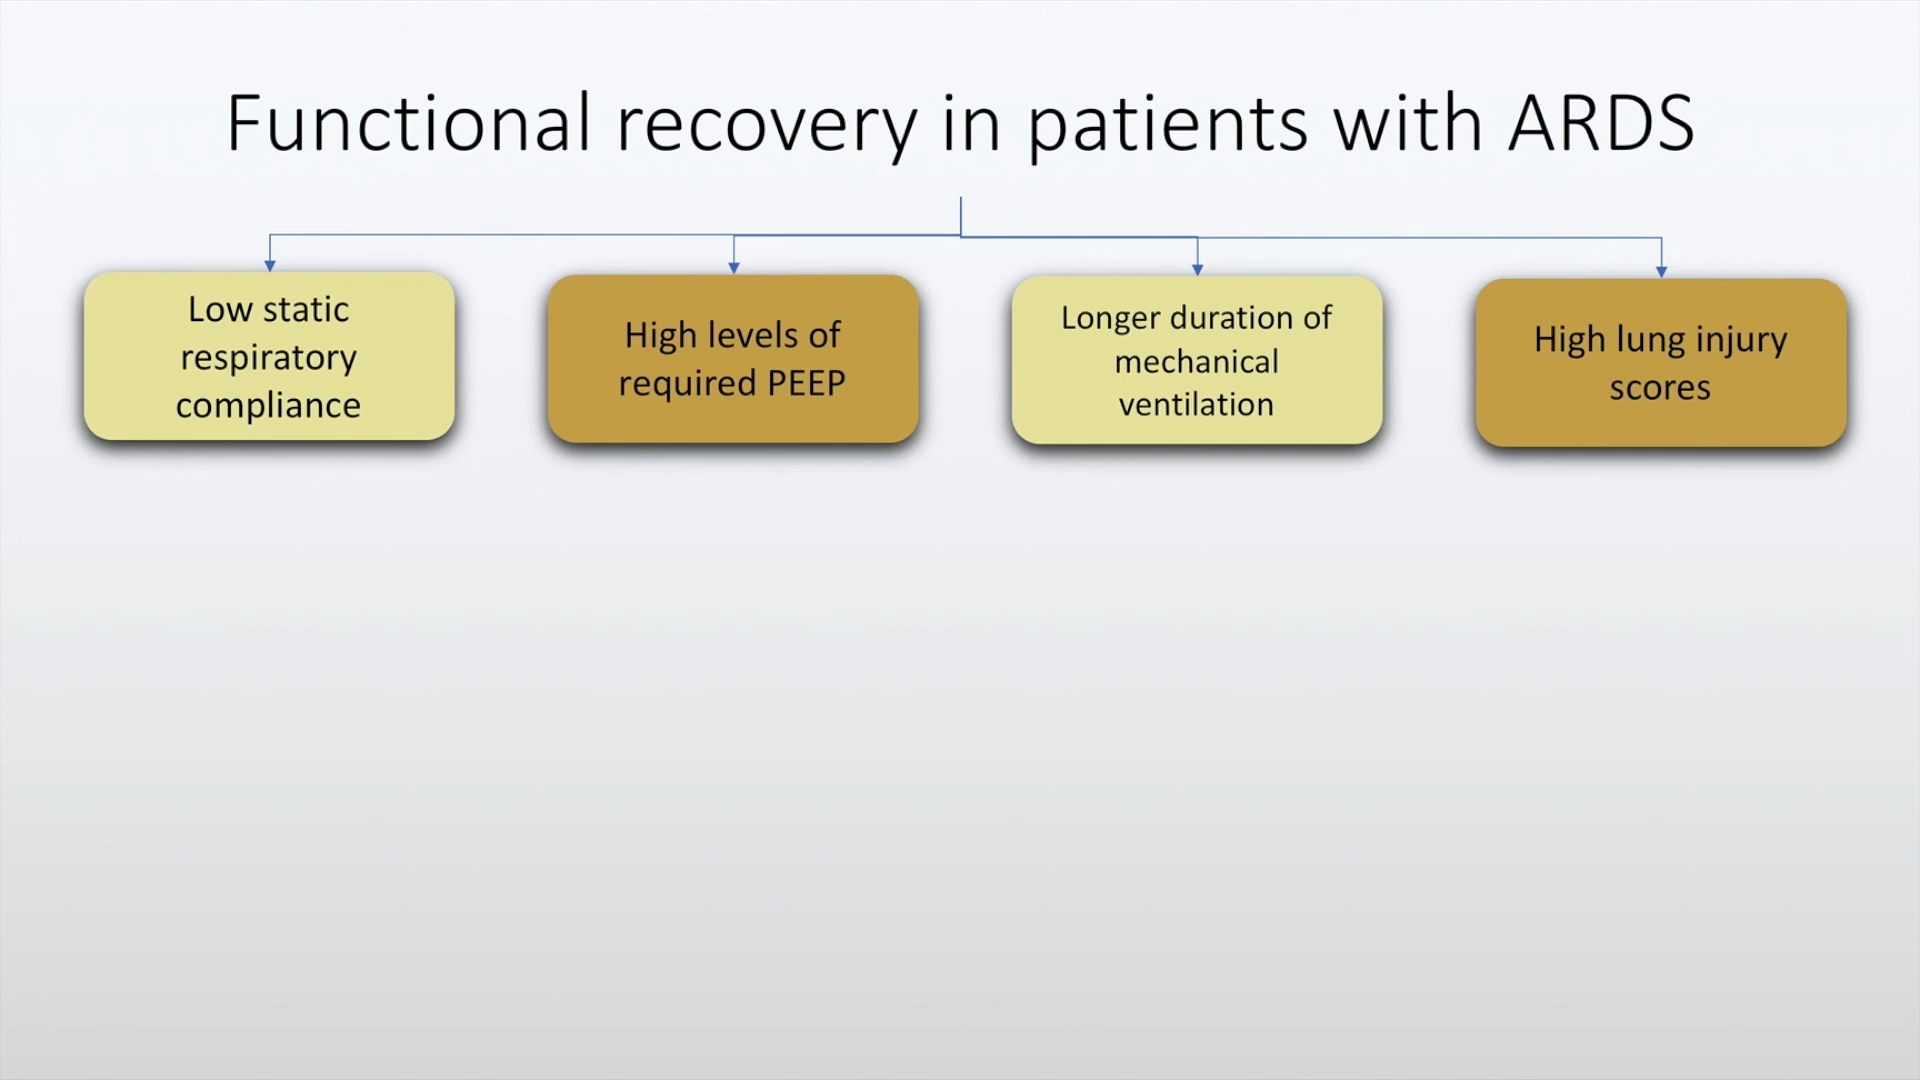 Functional recovery in patients with ARDS
Low static
respiratory
compliance
High levels of
required PEEP
Longer duration of
mechanical
ventilation
High lung injury
scores